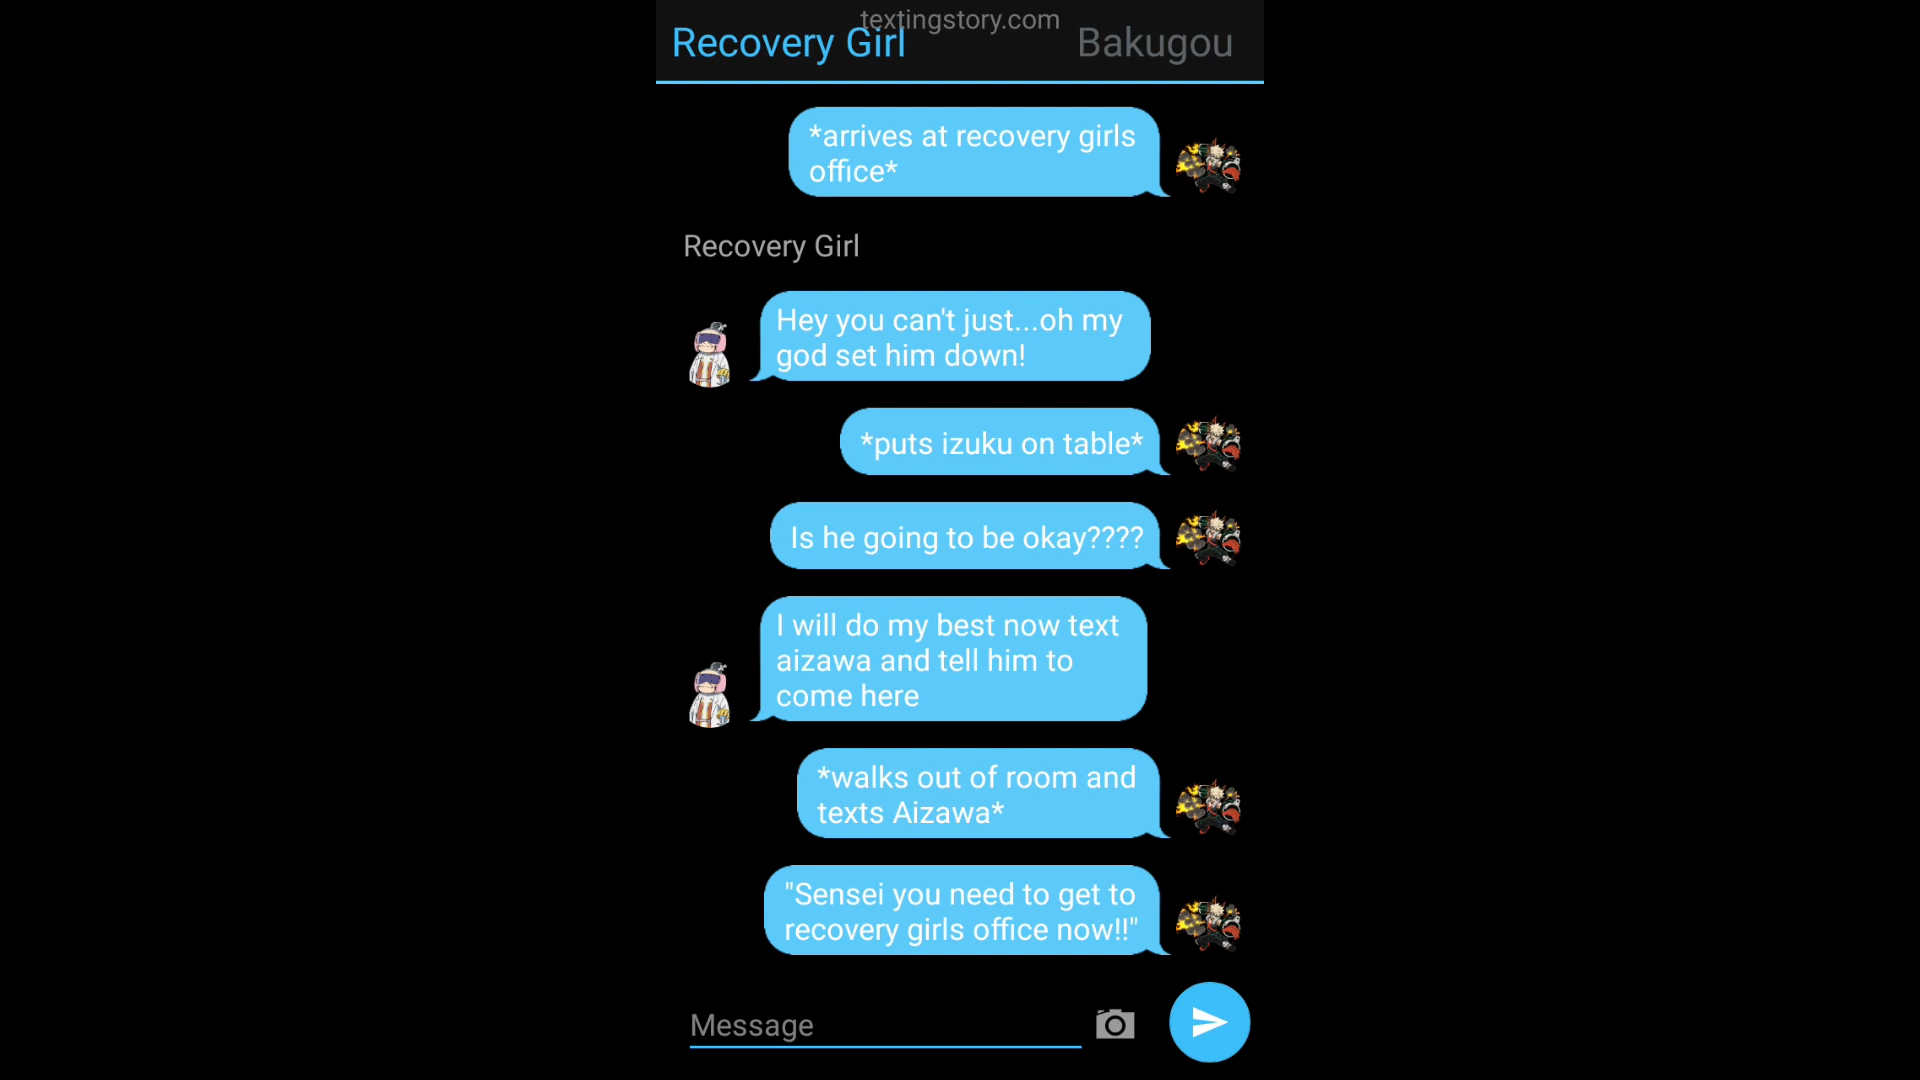 textingstory.com
Recovery Girl
Bakugou
*arrives at recovery girls
office*
Recovery Girl
Hey you can't just...oh my
god set him down!
*puts izuku on table*
Is he going to be okay????
I will do my best now text
aizawa and tell him to
come here
*walks out of room and
texts Aizawa*
"Sensei you need to get to
recovery girls office now!!"
Message